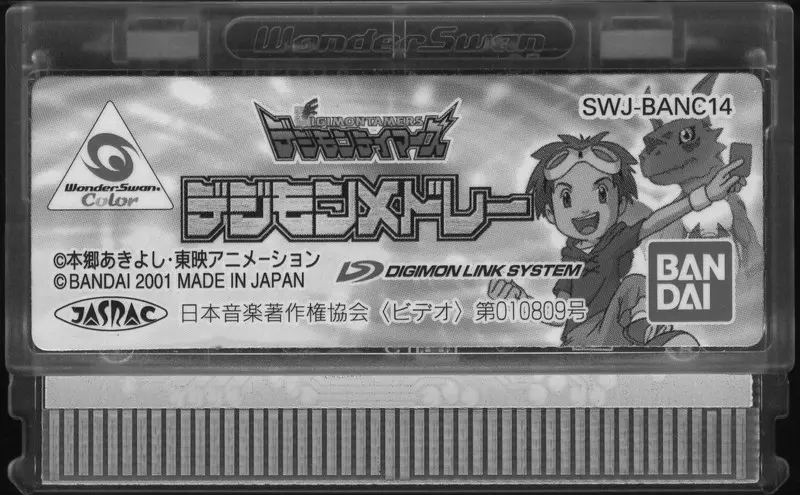 WonderSwan
SWJ-BANC14
DIGIMONTAMERS
デジモンテイマーズ
WonderSwan
Color
デジモンメドレー
©本郷あきよし・東映アニメーション
©BANDAI 2001 MADE IN JAPAN
DIGIMON LINK SYSTEM
BAN
DAI
JASRAC
日本音楽著作権協会〈ビデオ〉第010809号